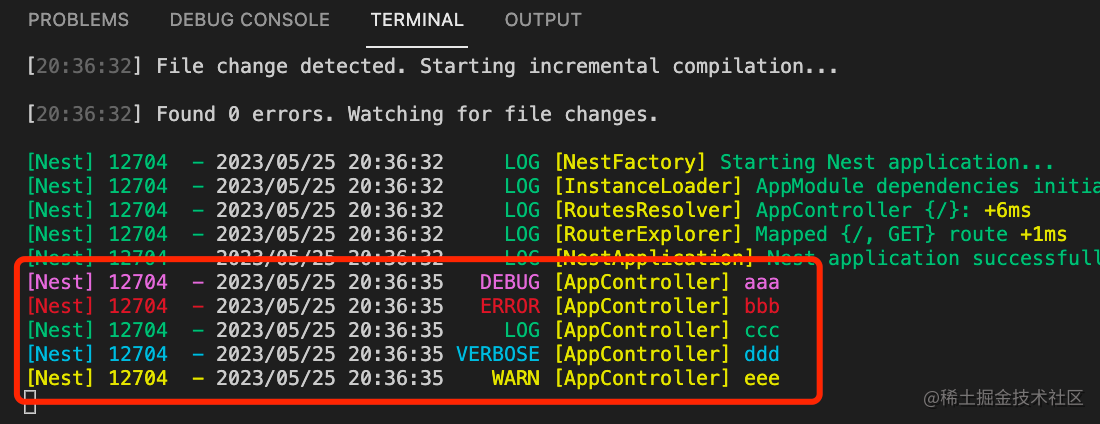 PROBLEMS DEBUG CONSOLE TERMINAL OUTPUT
[20:36:32] File change detected. Starting incremental compilation...
[20:36:32] Found 0 errors. Watching for file changes.
[Nest] 12704  - 2023/05/25 20:36:32     LOG [NestFactory] Starting Nest application...
[Nest] 12704  - 2023/05/25 20:36:32     LOG [InstanceLoader] AppModule dependencies initia
[Nest] 12704  - 2023/05/25 20:36:32     LOG [RoutesResolver] AppController {/}: +6ms
[Nest] 12704  - 2023/05/25 20:36:32     LOG [RouterExplorer] Mapped {/, GET} route +1ms
[Nest] 12704  - 2023/05/25 20:36:32     LOG [NestApplication] Nest application successfull
[Nest] 12704  - 2023/05/25 20:36:35   DEBUG [AppController] aaa
[Nest] 12704  - 2023/05/25 20:36:35   ERROR [AppController] bbb
[Nest] 12704  - 2023/05/25 20:36:35     LOG [AppController] ccc
[Nest] 12704  - 2023/05/25 20:36:35 VERBOSE [AppController] ddd
[Nest] 12704  - 2023/05/25 20:36:35    WARN [AppController] eee
@稀土掘金技术社区